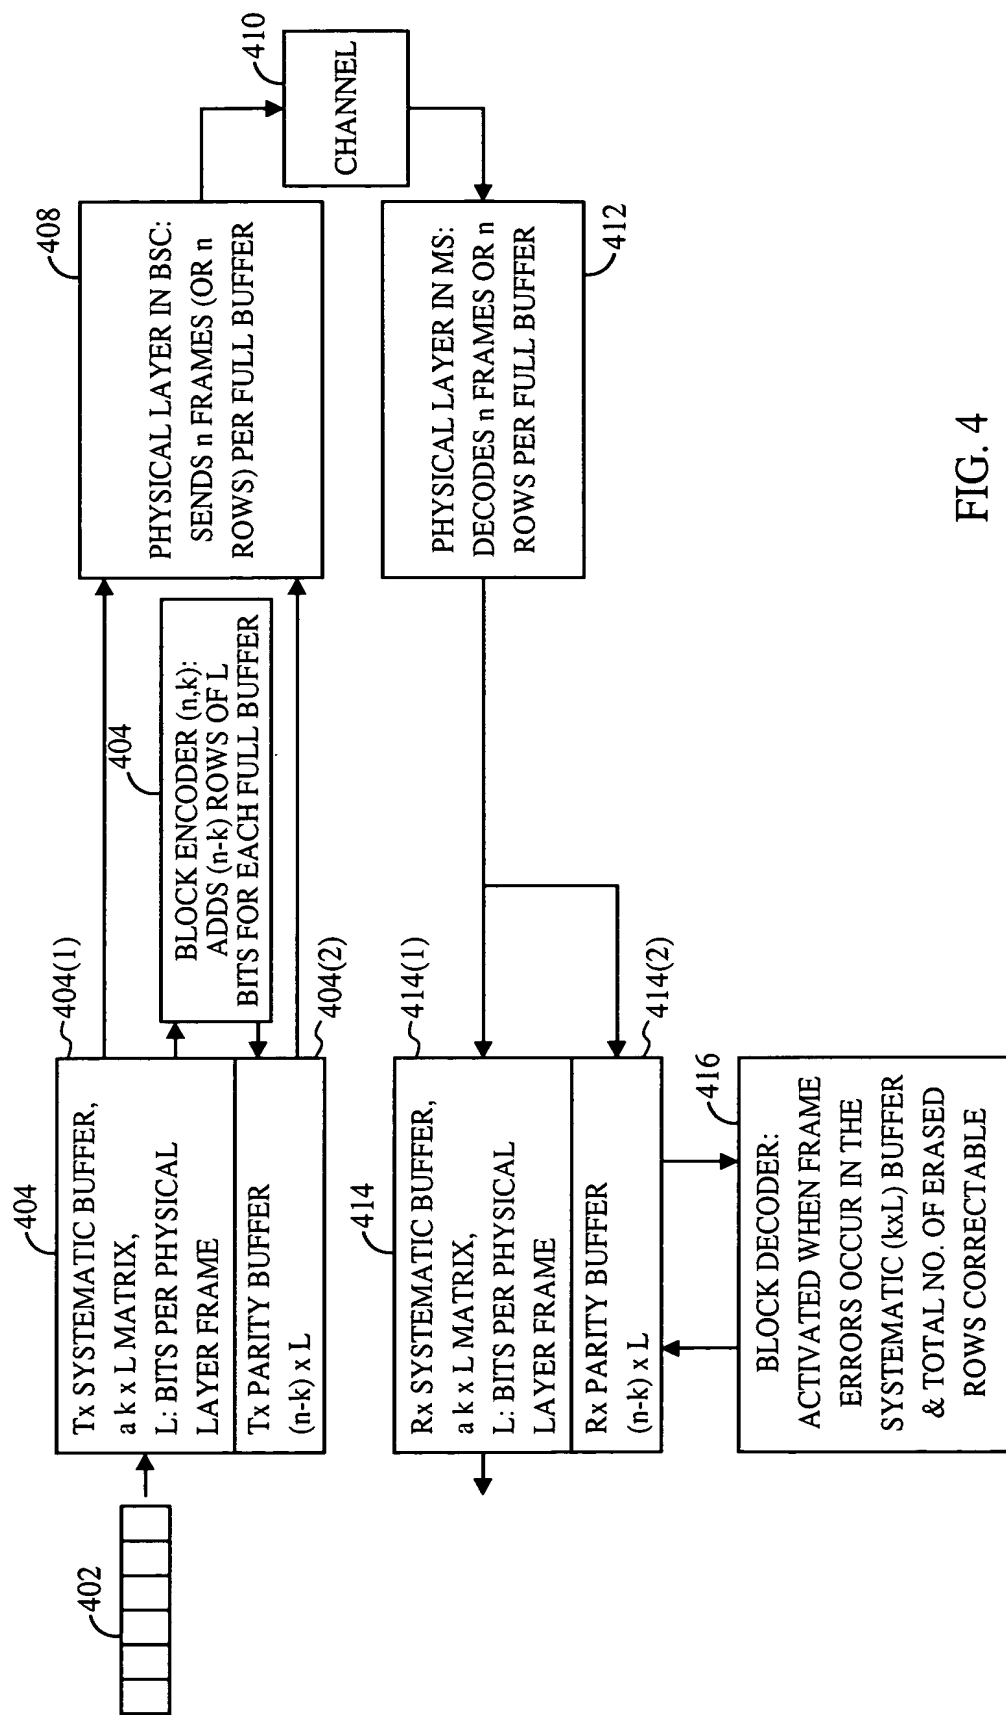 402
404
Tx SYSTEMATIC BUFFER,
a k x L MATRIX,
L: BITS PER PHYSICAL
LAYER FRAME
404(1)
Tx PARITY BUFFER
(n-k) x L
404(2)
404
BLOCK ENCODER (n,k):
ADDS (n-k) ROWS OF L
BITS FOR EACH FULL BUFFER
408
PHYSICAL LAYER IN BSC:
SENDS n FRAMES (OR n
ROWS) PER FULL BUFFER
410
CHANNEL
PHYSICAL LAYER IN MS:
DECODES n FRAMES OR n
ROWS PER FULL BUFFER
412
414
Rx SYSTEMATIC BUFFER,
a k x L MATRIX,
L: BITS PER PHYSICAL
LAYER FRAME
414(1)
Rx PARITY BUFFER
(n-k) x L
414(2)
416
BLOCK DECODER:
ACTIVATED WHEN FRAME
ERRORS OCCUR IN THE
SYSTEMATIC (kxL) BUFFER
& TOTAL NO. OF ERASED
ROWS CORRECTABLE
FIG. 4